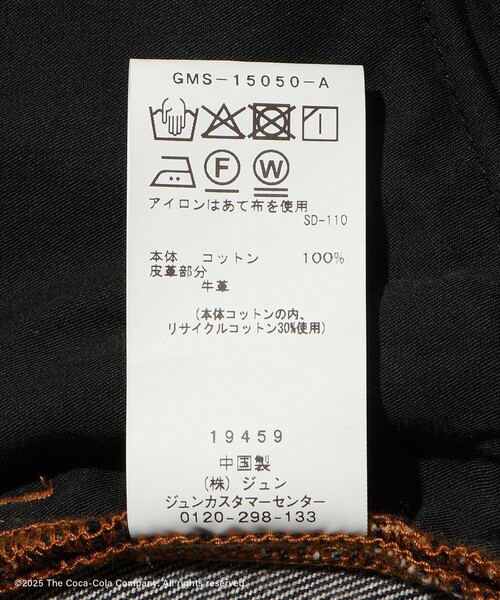 GMS-15050-A
F W
アイロンはあて布を使用
SD-110
本体 コットン 100%
皮革部分
牛革
(本体コットンの内、
リサイクルコットン30%使用)
19459
中国製
(株) ジュン
ジュンカスタマーセンター
0120-298-133
©2025 The Coca-Cola Company. All rights reserved.